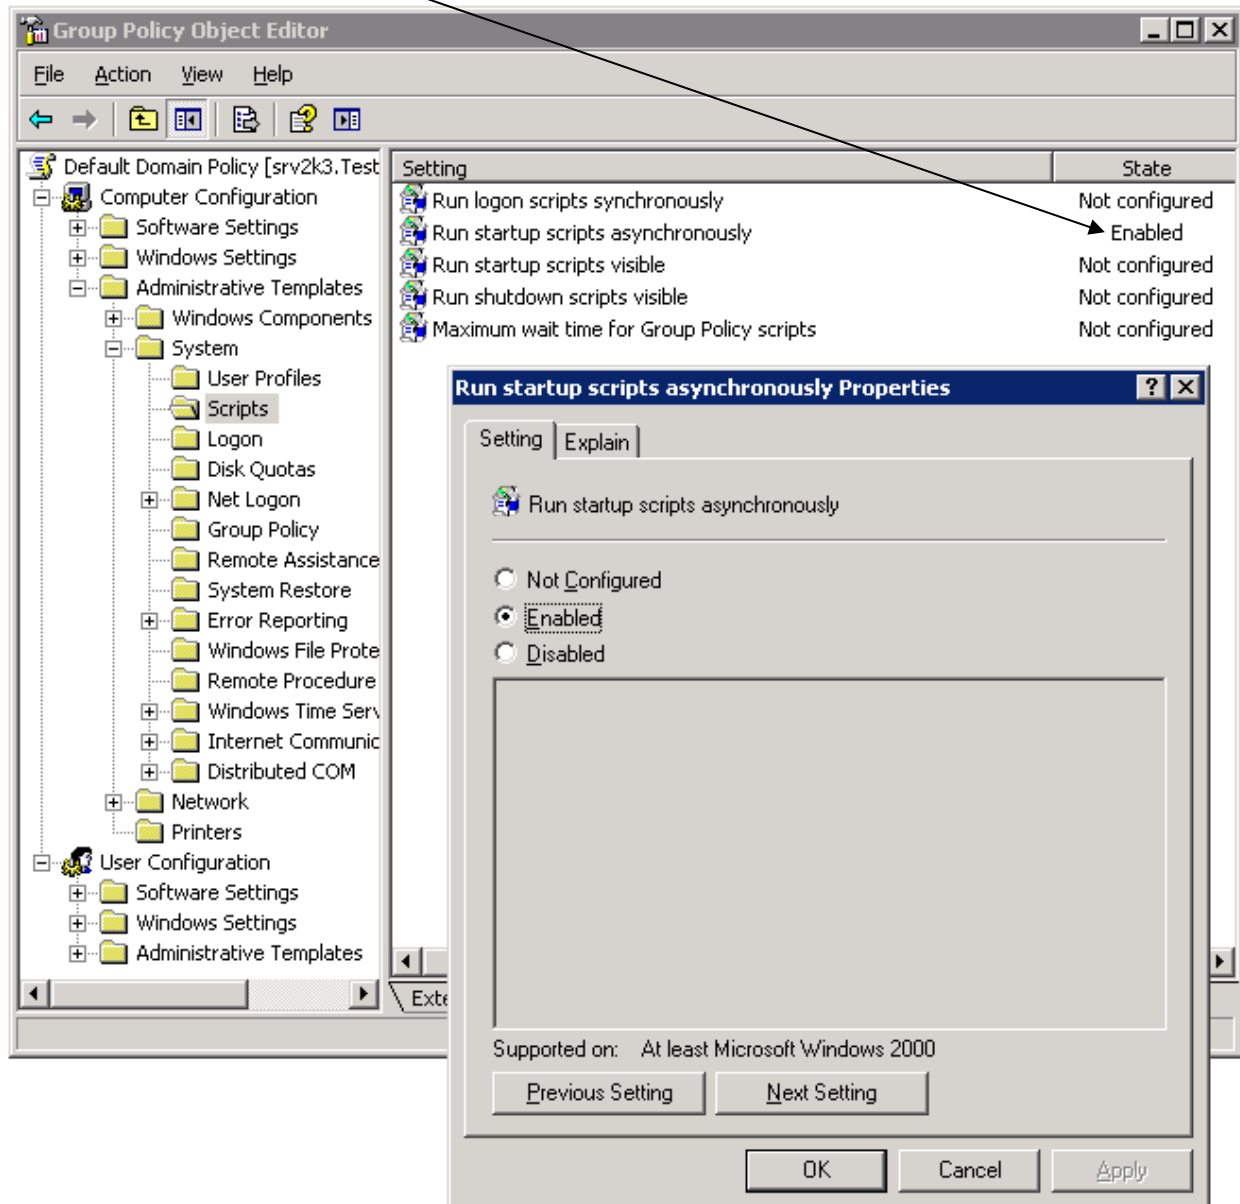 Group Policy Object Editor
File Action View Help
Default Domain Policy [srv2k3.Test
Computer Configuration
Software Settings
Windows Settings
Administrative Templates
Windows Components
System
User Profiles
Scripts
Logon
Disk Quotas
Net Logon
Group Policy
Remote Assistance
System Restore
Error Reporting
Windows File Prote
Remote Procedure
Windows Time Serv
Internet Communic
Distributed COM
Network
Printers
User Configuration
Software Settings
Windows Settings
Administrative Templates
Setting State
Run logon scripts synchronously Not configured
Run startup scripts asynchronously Enabled
Run startup scripts visible Not configured
Run shutdown scripts visible Not configured
Maximum wait time for Group Policy scripts Not configured
Exte
Run startup scripts asynchronously Properties
Setting Explain
Run startup scripts asynchronously
Not Configured
Enabled
Disabled
Supported on: At least Microsoft Windows 2000
Previous Setting Next Setting
OK Cancel Apply